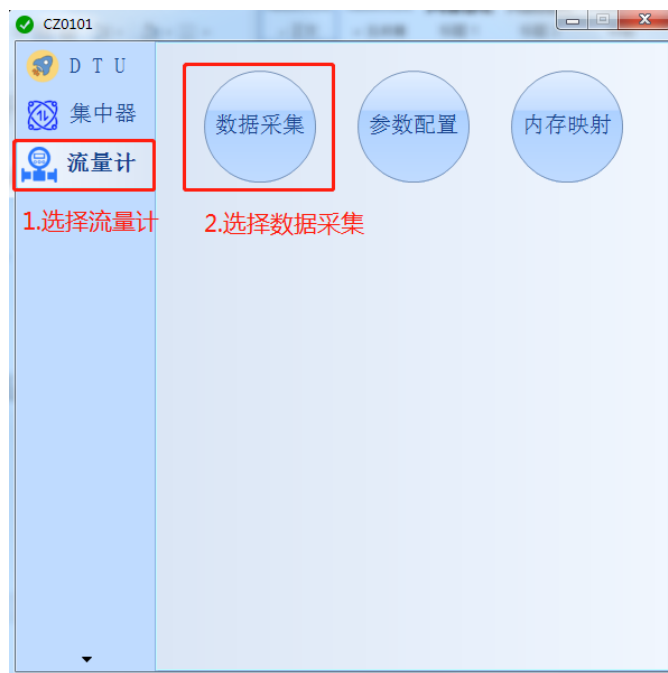 CZ0101
D T U
集中器
流量计
数据采集
参数配置
内存映射
1.选择流量计
2.选择数据采集